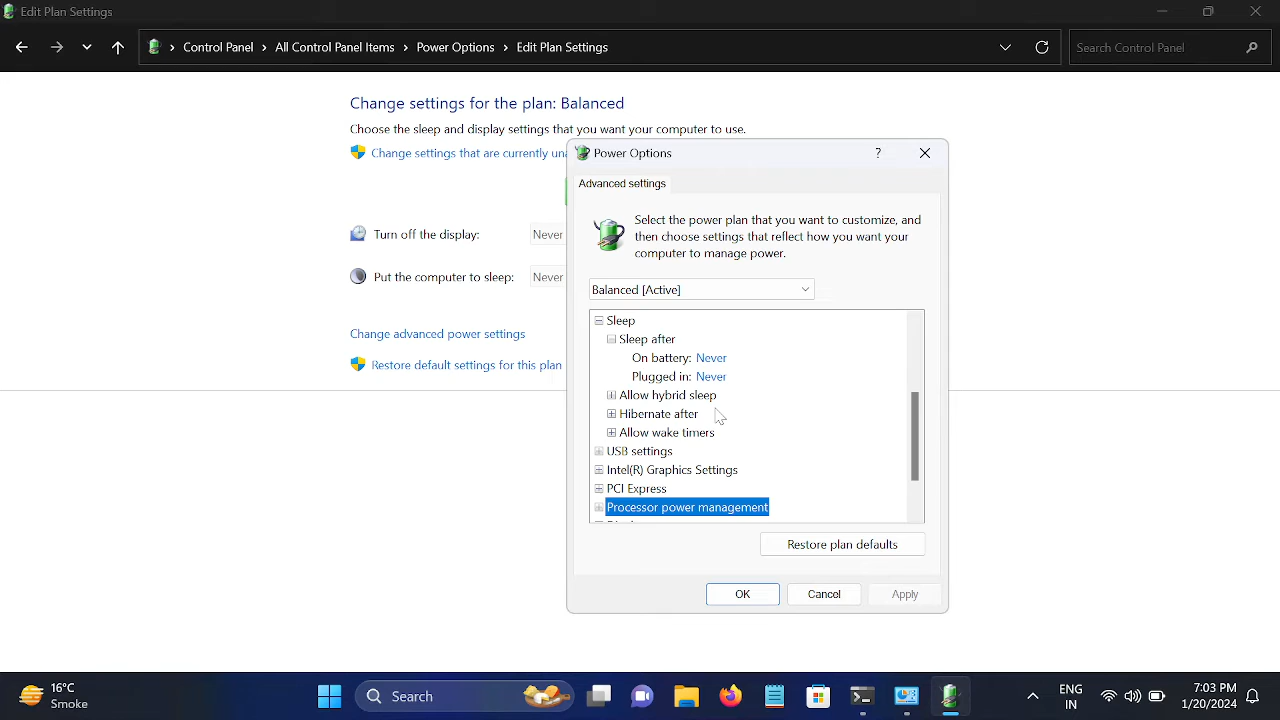 Edit Plan Settings
Control Panel > All Control Panel Items > Power Options > Edit Plan Settings
Search Control Panel
Change settings for the plan: Balanced
Choose the sleep and display settings that you want your computer to use.
Change settings that are currently una
Turn off the display: Never
Put the computer to sleep: Never
Change advanced power settings
Restore default settings for this plan
Power Options
?
Advanced settings
Select the power plan that you want to customize, and
then choose settings that reflect how you want your
computer to manage power.
Balanced [Active]
Sleep
Sleep after
On battery: Never
Plugged in: Never
Allow hybrid sleep
Hibernate after
Allow wake timers
USB settings
Intel(R) Graphics Settings
PCI Express
Processor power management
Restore plan defaults
OK Cancel Apply
16°C
Smoke
Search
ENG
IN
7:03 PM
1/20/2024